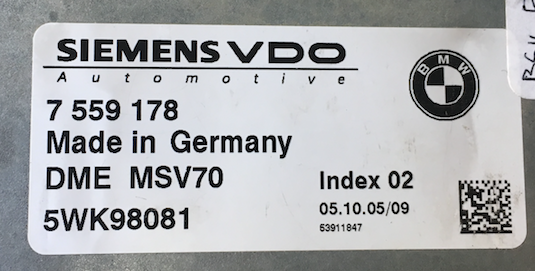 SIEMENS VDO
Automotive
BMW
7 559 178
Made in Germany
DME MSV70
Index 02
5WK98081
05.10.05/09
53911847